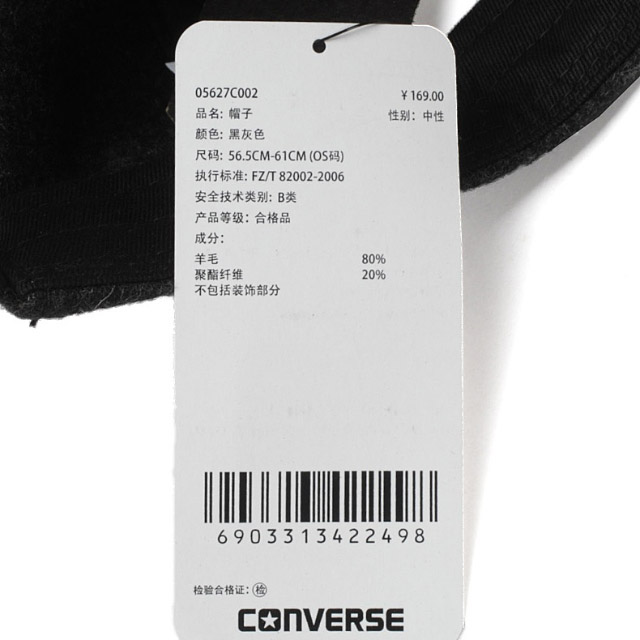 05627C002 ¥ 169.00
品名: 帽子 性别: 中性
颜色: 黑灰色
尺码: 56.5CM-61CM (OS码)
执行标准: FZ/T 82002-2006
安全技术类别: B类
产品等级: 合格品
成分:
羊毛 80%
聚酯纤维 20%
不包括装饰部分
6903313422498
检验合格证: 检
CONVERSE